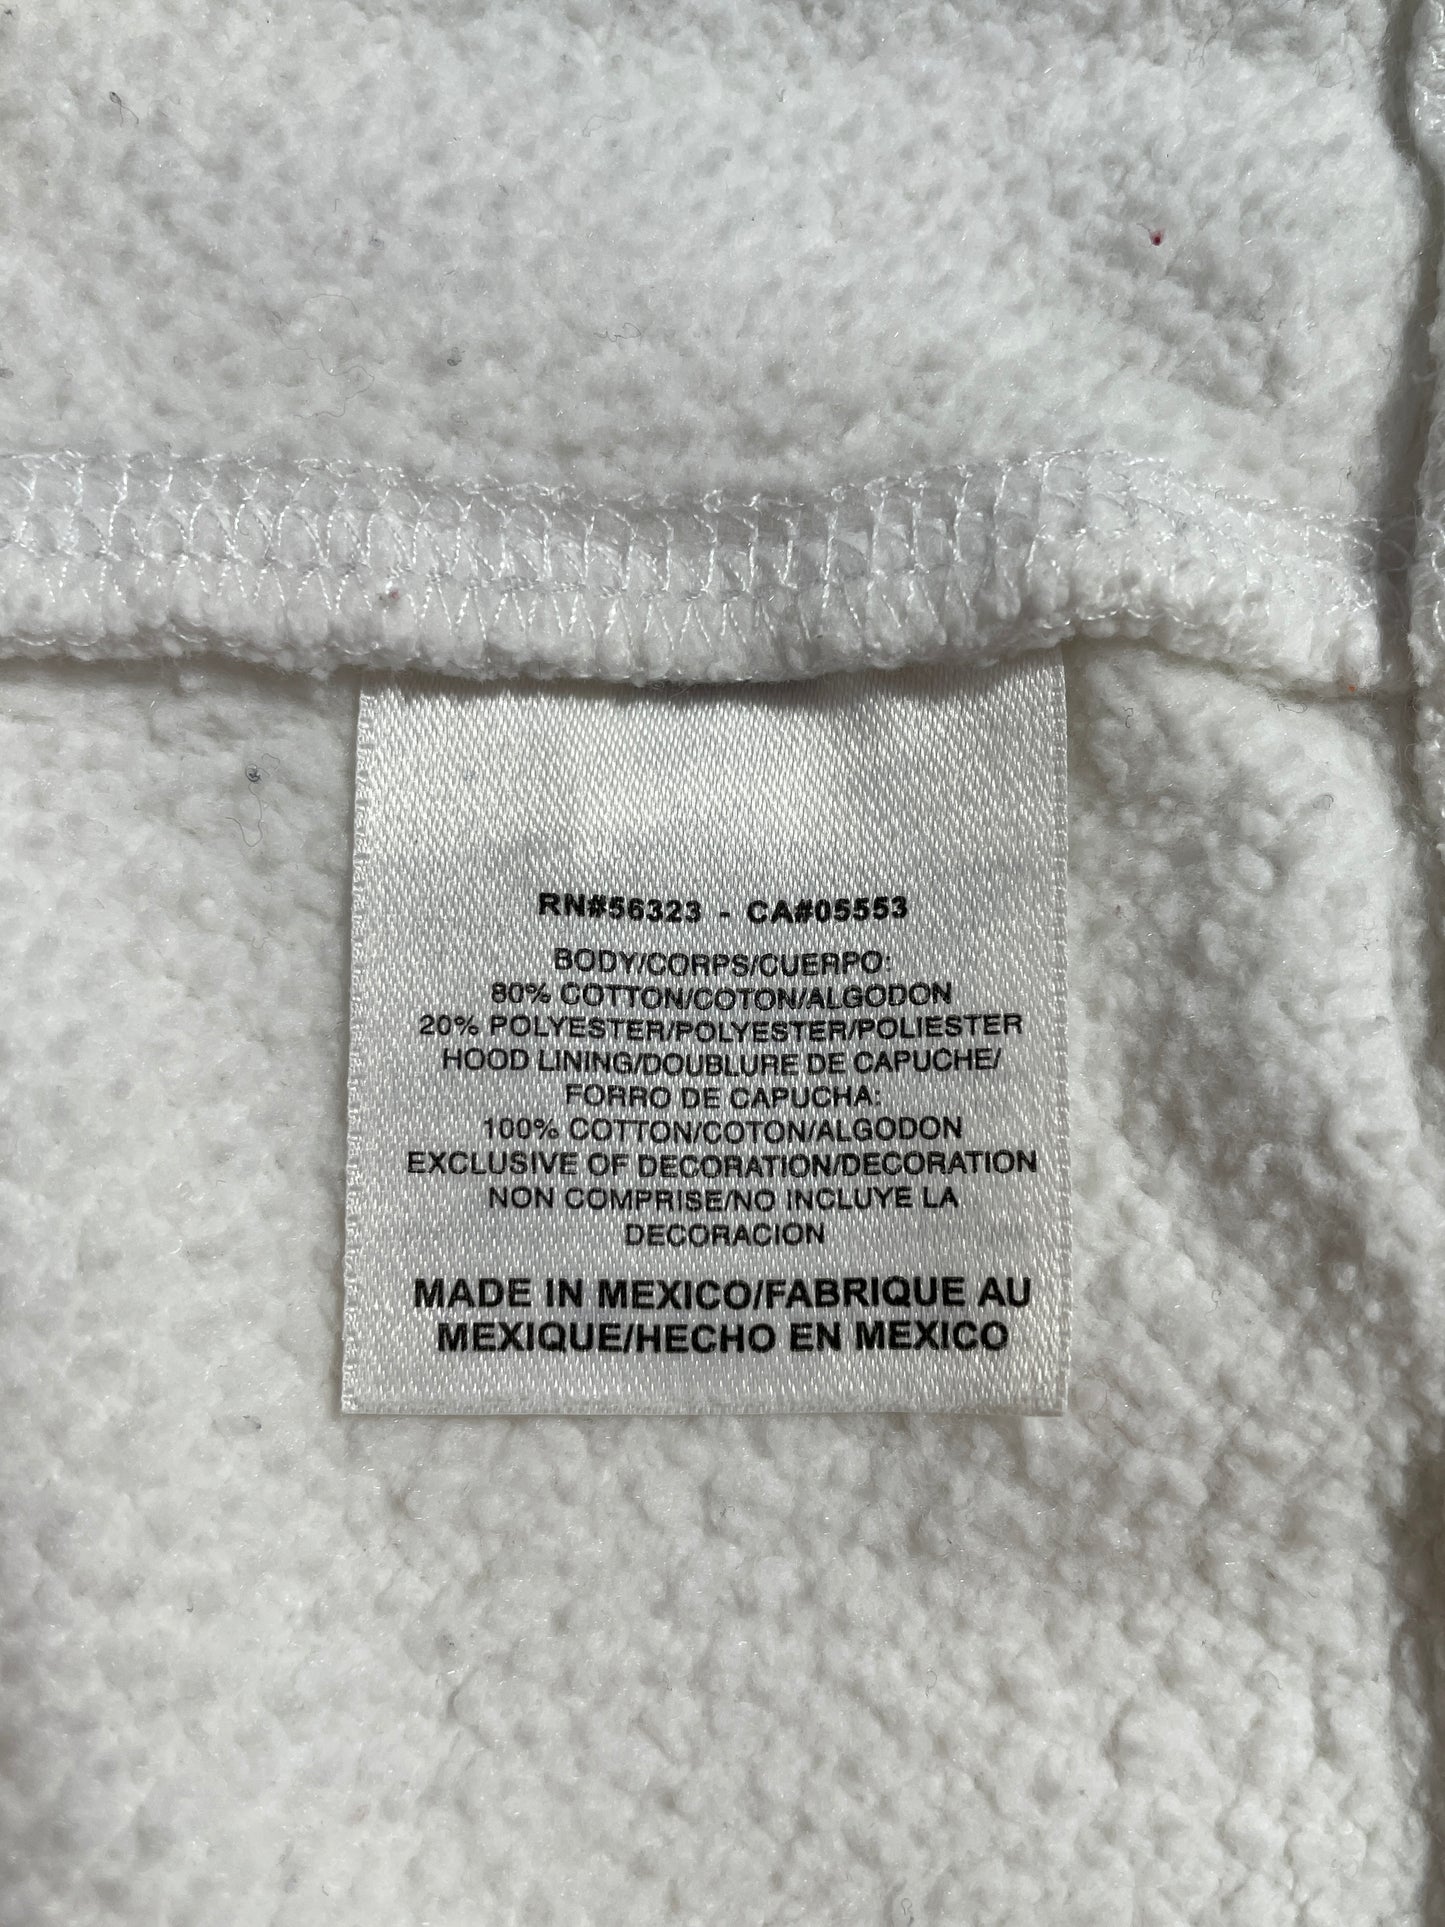 RN#56323 - CA#05553
BODY/CORPS/CUERPO:
80% COTTON/COTON/ALGODON
20% POLYESTER/POLYESTER/POLIESTER
HOOD LINING/DOUBLURE DE CAPUCHE/
FORRO DE CAPUCHA:
100% COTTON/COTON/ALGODON
EXCLUSIVE OF DECORATION/DECORATION
NON COMPRISE/NO INCLUYE LA
DECORACION
MADE IN MEXICO/FABRIQUE AU
MEXIQUE/HECHO EN MEXICO